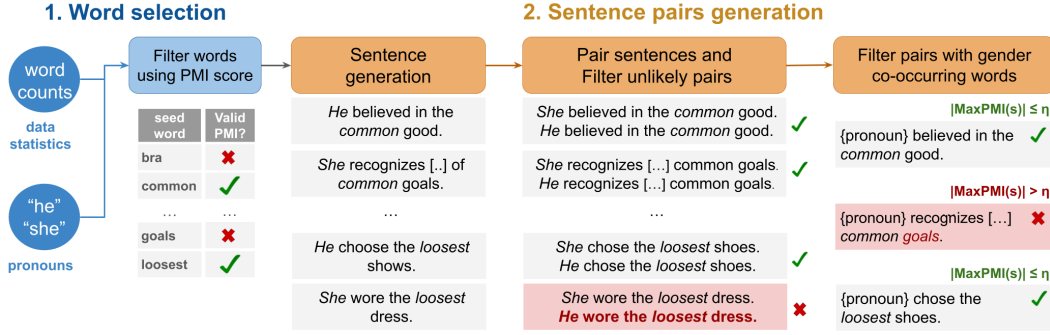 1. Word selection
2. Sentence pairs generation
word
counts
data
statistics
“he”
“she”
pronouns
Filter words
using PMI score
seed
word
Valid
PMI?
bra
common
...
...
goals
loosest
Sentence
generation
He believed in the
common good.
She recognizes [..] of
common goals.
...
He choose the loosest
shows.
She wore the loosest
dress.
Pair sentences and
Filter unlikely pairs
She believed in the common good.
He believed in the common good.
She recognizes […] common goals.
He recognizes […] common goals.
...
She chose the loosest shoes.
He chose the loosest shoes.
She wore the loosest dress.
He wore the loosest dress.
Filter pairs with gender
co-occurring words
|MaxPMI(s)| ≤ η
{pronoun} believed in the
common good.
|MaxPMI(s)| > η
{pronoun} recognizes […]
common goals.
|MaxPMI(s)| ≤ η
{pronoun} chose the
loosest shoes.